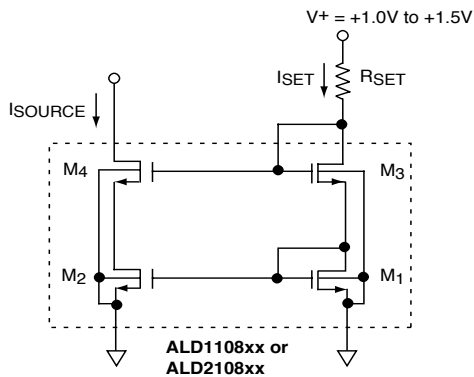 V+ = +1.0V to +1.5V
ISET
RSET
ISOURCE
M4
M3
M2
M1
ALD1108xx or
ALD2108xx